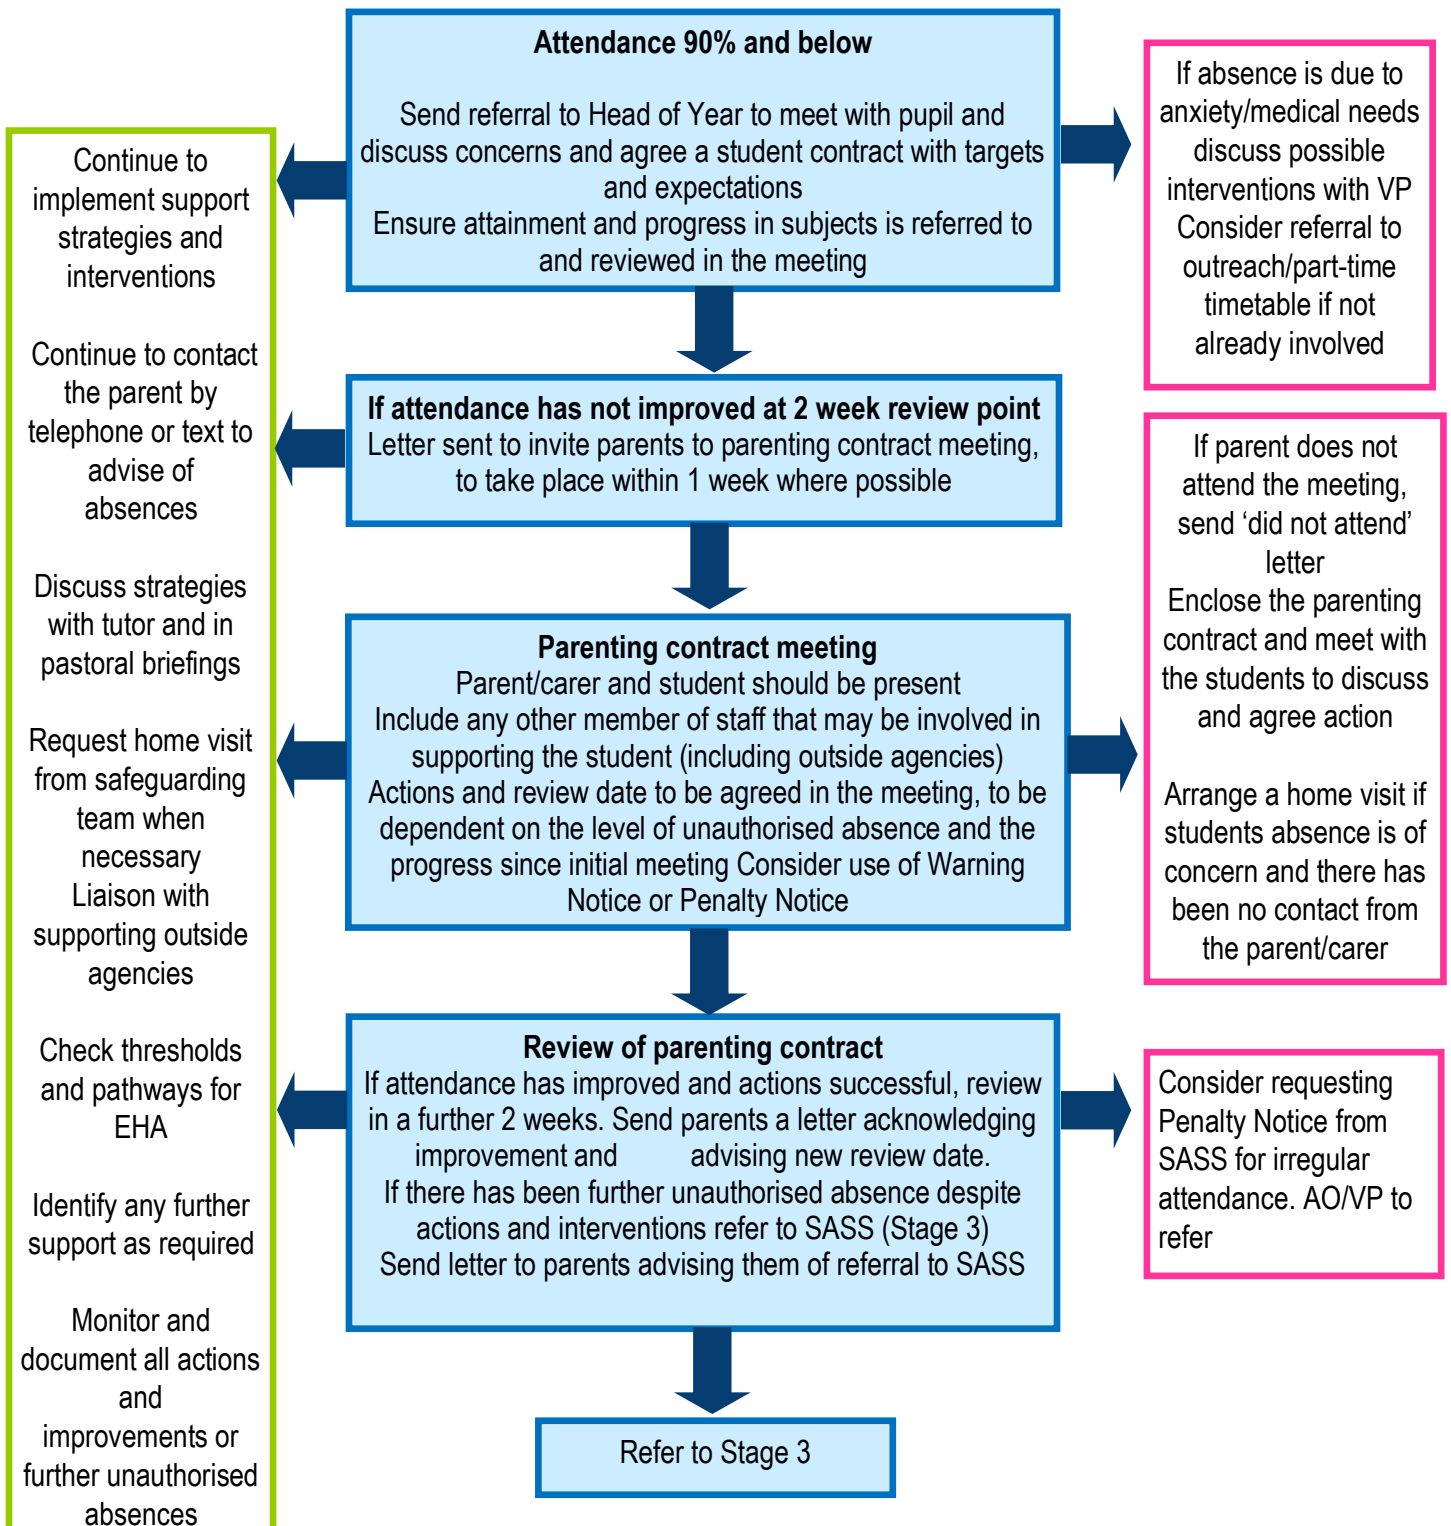 Attendance 90% and below
Send referral to Head of Year to meet with pupil and
discuss concerns and agree a student contract with targets
and expectations
Ensure attainment and progress in subjects is referred to
and reviewed in the meeting
If absence is due to
anxiety/medical needs
discuss possible
interventions with VP
Consider referral to
outreach/part-time
timetable if not
already involved
Continue to
implement support
strategies and
interventions
Continue to contact
the parent by
telephone or text to
advise of
absences
Discuss strategies
with tutor and in
pastoral briefings
Request home visit
from safeguarding
team when
necessary
Liaison with
supporting outside
agencies
Check thresholds
and pathways for
EHA
Identify any further
support as required
Monitor and
document all actions
and
improvements or
further unauthorised
absences
If attendance has not improved at 2 week review point
Letter sent to invite parents to parenting contract meeting,
to take place within 1 week where possible
If parent does not
attend the meeting,
send ‘did not attend’
letter
Enclose the parenting
contract and meet with
the students to discuss
and agree action
Arrange a home visit if
students absence is of
concern and there has
been no contact from
the parent/carer
Parenting contract meeting
Parent/carer and student should be present
Include any other member of staff that may be involved in
supporting the student (including outside agencies)
Actions and review date to be agreed in the meeting, to be
dependent on the level of unauthorised absence and the
progress since initial meeting Consider use of Warning
Notice or Penalty Notice
Review of parenting contract
If attendance has improved and actions successful, review
in a further 2 weeks. Send parents a letter acknowledging
improvement and advising new review date.
If there has been further unauthorised absence despite
actions and interventions refer to SASS (Stage 3)
Send letter to parents advising them of referral to SASS
Consider requesting
Penalty Notice from
SASS for irregular
attendance. AO/VP to
refer
Refer to Stage 3